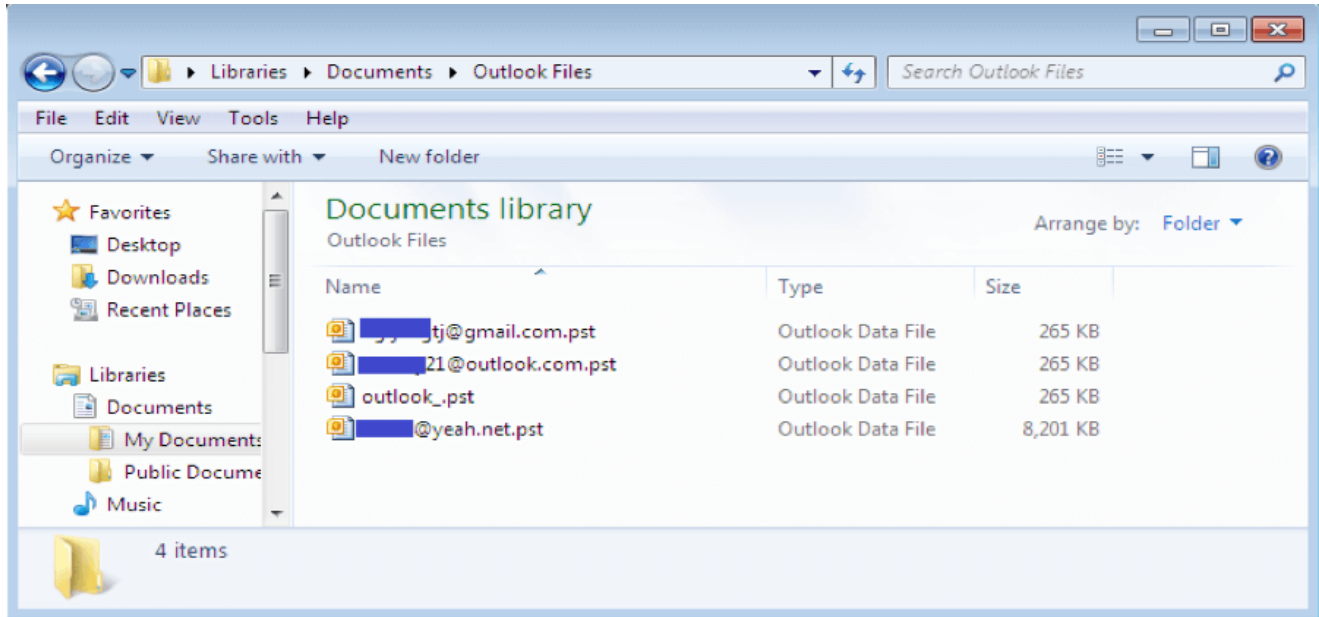 Libraries Documents Outlook Files Search Outlook Files
File Edit View Tools Help
Organize Share with New folder
Favorites
Desktop
Downloads
Recent Places
Libraries
Documents
My Documents
Public Docume
Music
Documents library
Outlook Files
Arrange by: Folder
Name Type Size
tj@gmail.com.pst Outlook Data File 265 KB
21@outlook.com.pst Outlook Data File 265 KB
outlook_.pst Outlook Data File 265 KB
@yeah.net.pst Outlook Data File 8,201 KB
4 items